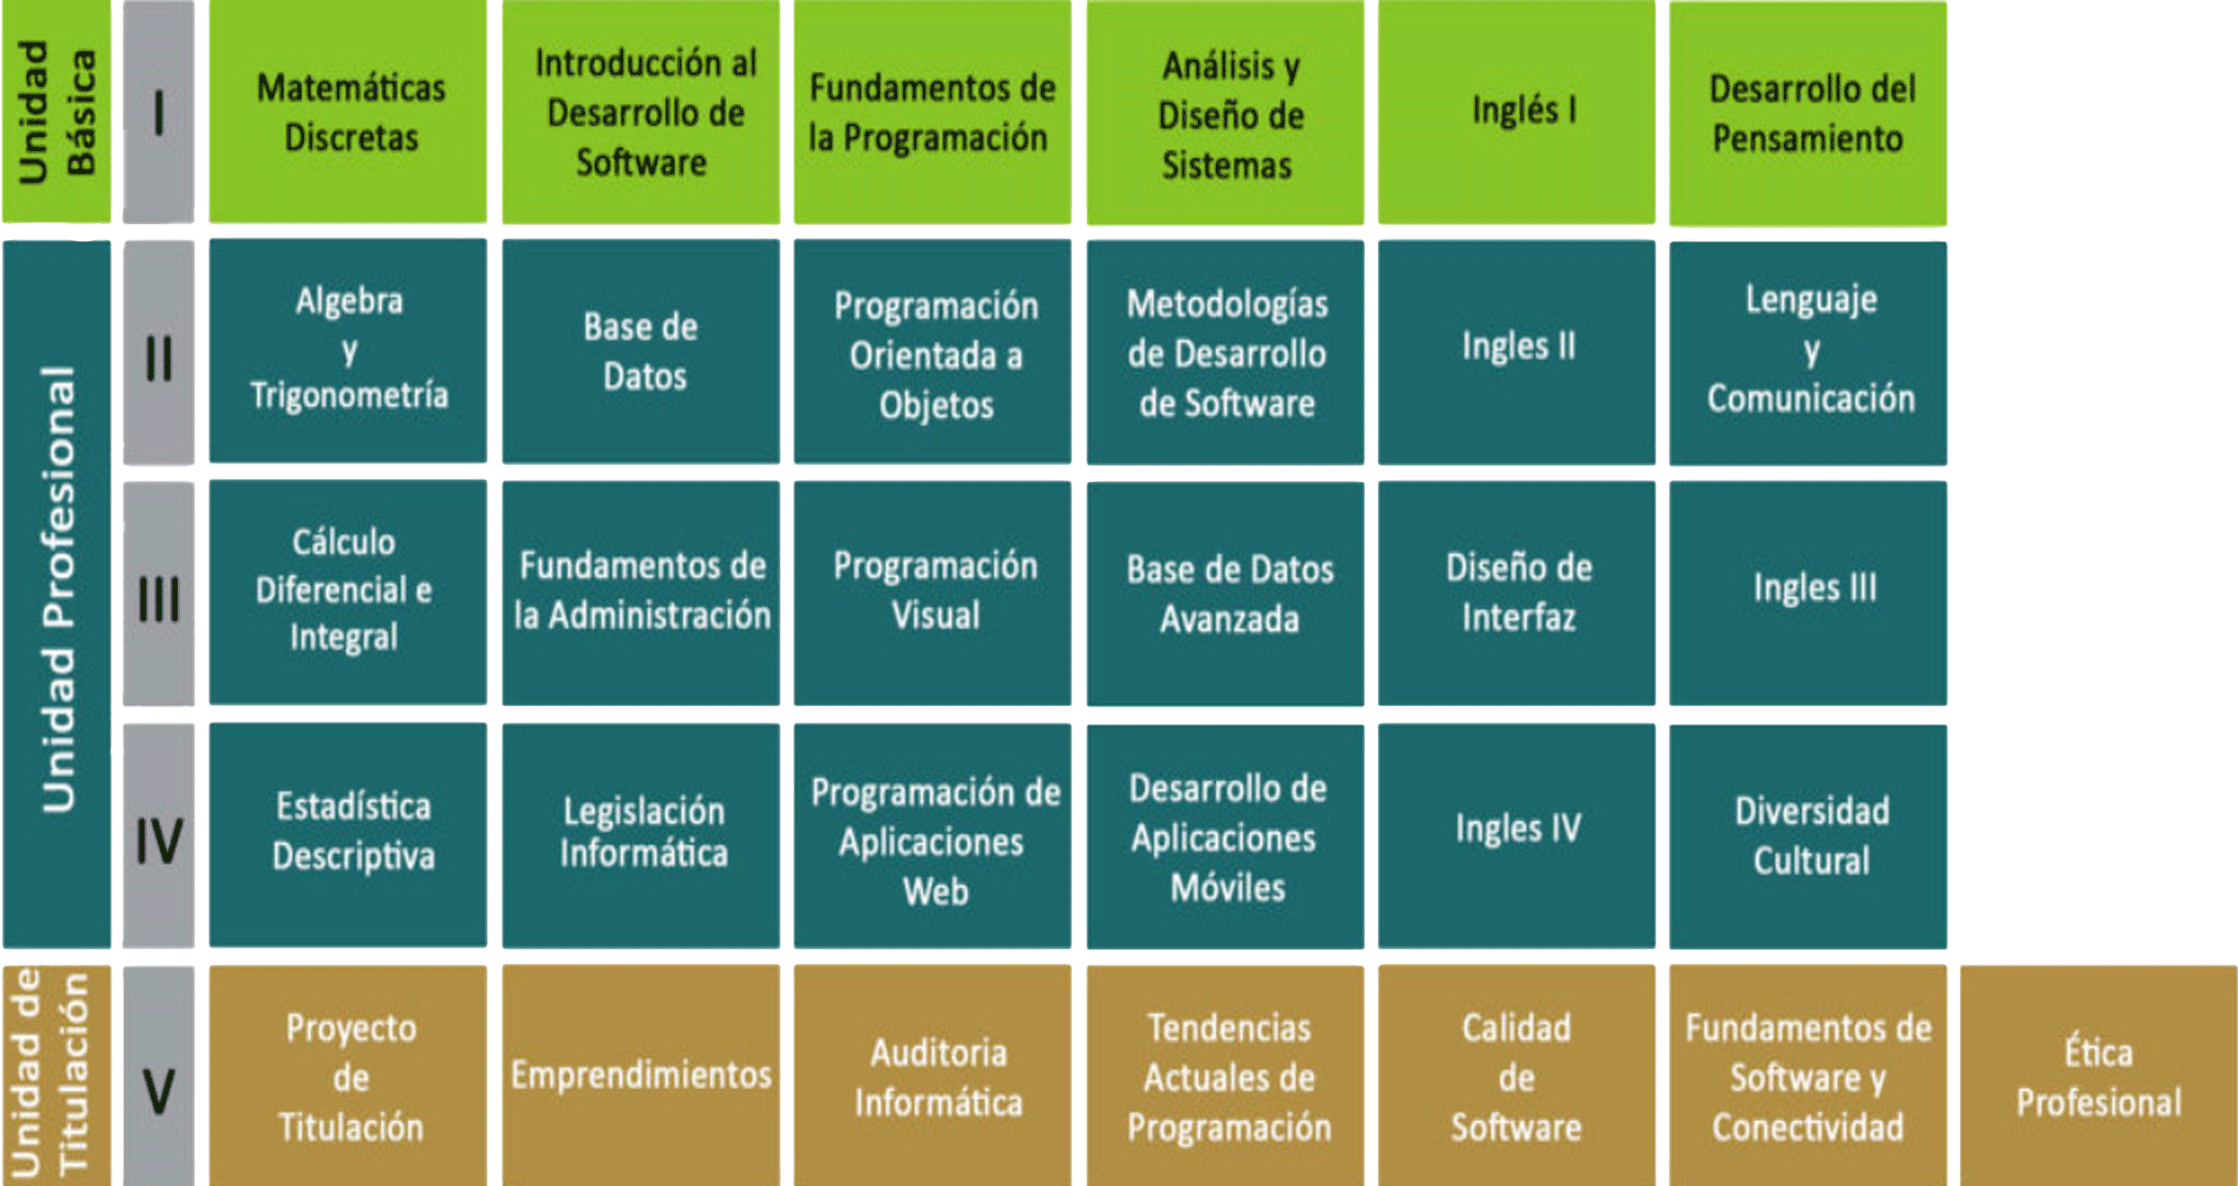 Unidad
Básica
I
Matemáticas
Discretas
Introducción al
Desarrollo de
Software
Fundamentos de
la Programación
Análisis y
Diseño de
Sistemas
Inglés I
Desarrollo del
Pensamiento
Unidad Profesional
II
Algebra
y
Trigonometría
Base de
Datos
Programación
Orientada a
Objetos
Metodologías
de Desarrollo
de Software
Ingles II
Lenguaje
y
Comunicación
III
Cálculo
Diferencial e
Integral
Fundamentos de
la Administración
Programación
Visual
Base de Datos
Avanzada
Diseño de
Interfaz
Ingles III
IV
Estadística
Descriptiva
Legislación
Informática
Programación de
Aplicaciones
Web
Desarrollo de
Aplicaciones
Móviles
Ingles IV
Diversidad
Cultural
Unidad de
Titulación
V
Proyecto
de
Titulación
Emprendimientos
Auditoria
Informática
Tendencias
Actuales de
Programación
Calidad
de
Software
Fundamentos de
Software y
Conectividad
Ética
Profesional